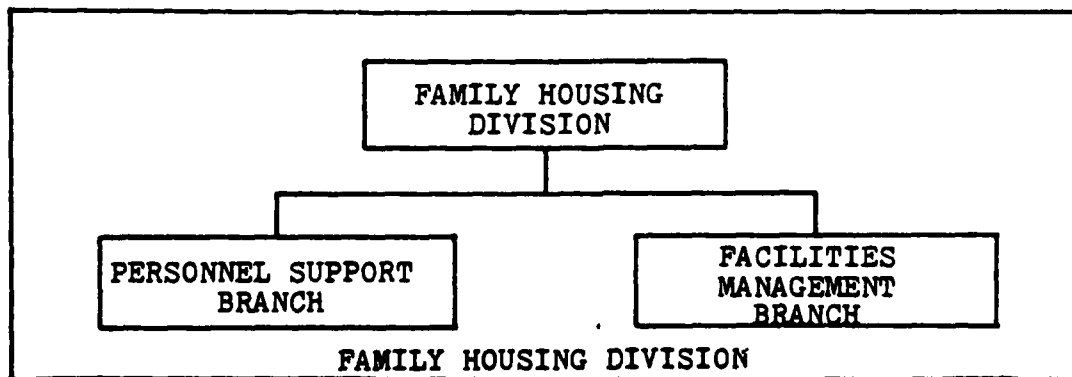 FAMILY HOUSING
DIVISION
PERSONNEL SUPPORT
BRANCH
FACILITIES
MANAGEMENT
BRANCH
FAMILY HOUSING DIVISION